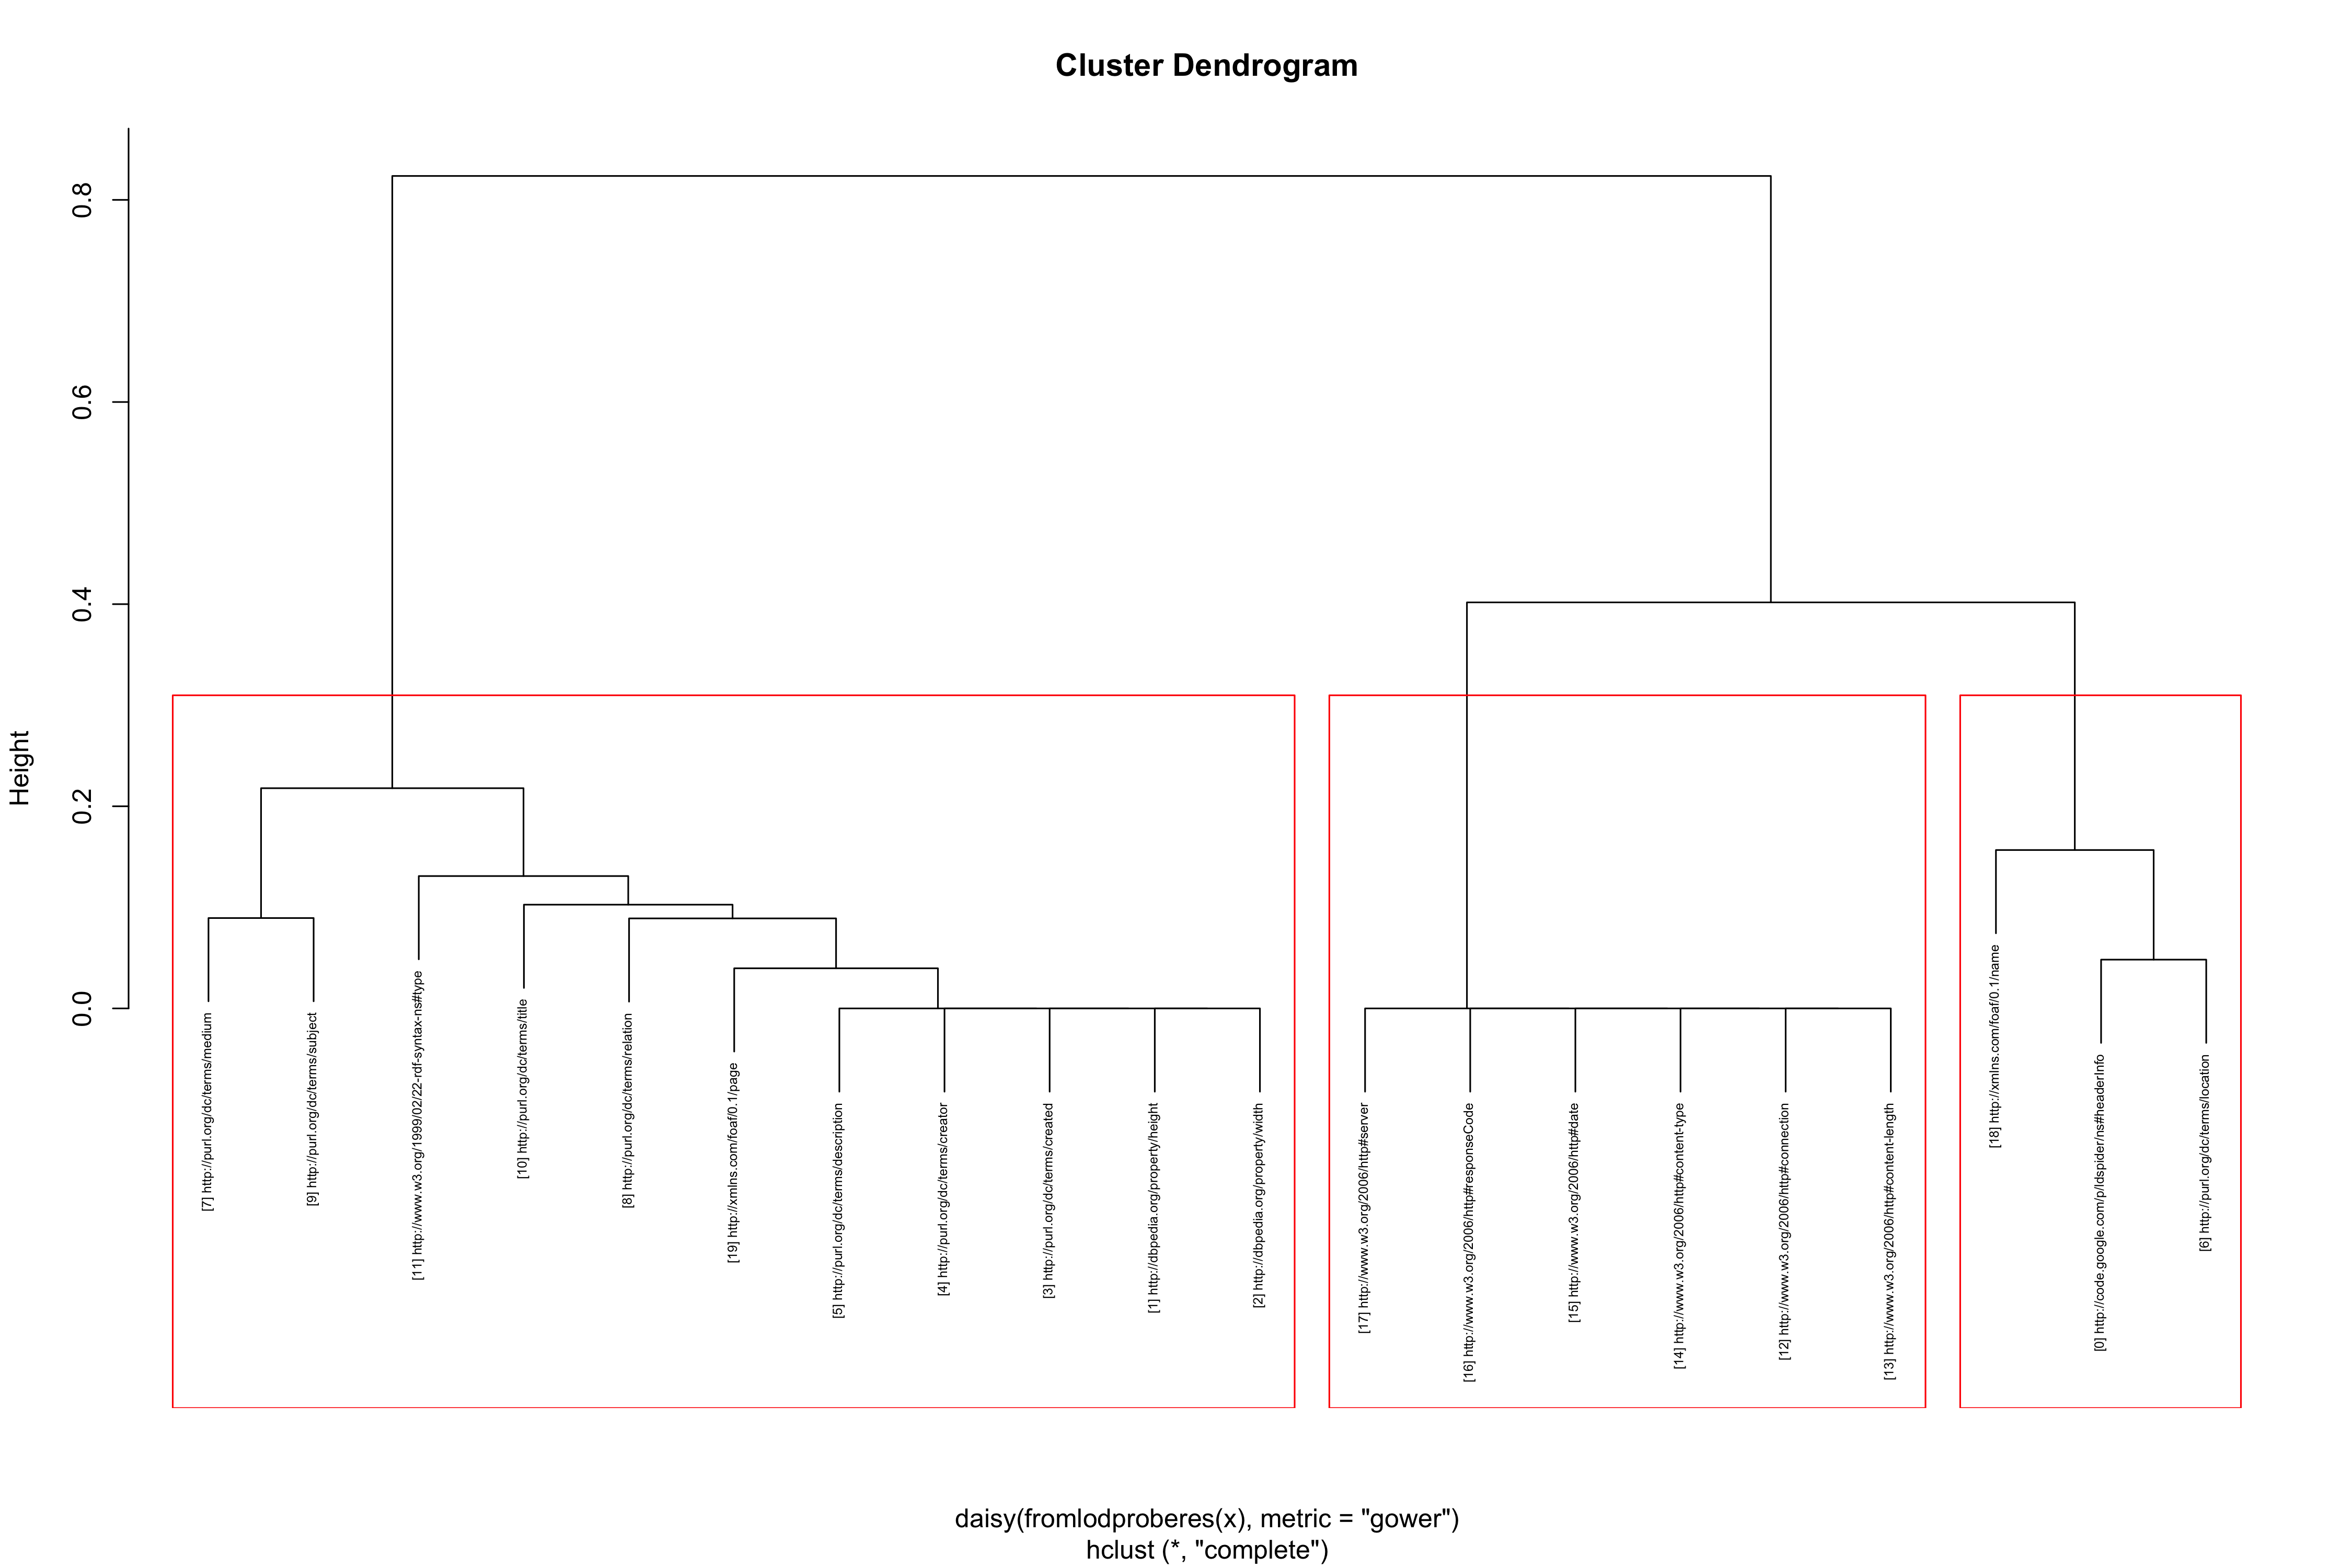 Cluster Dendrogram
Height
0.8
0.6
0.4
0.2
0.0
[7] http://purl.org/dc/terms/medium
[9] http://purl.org/dc/terms/subject
[11] http://www.w3.org/1999/02/22-rdf-syntax-ns#type
[10] http://purl.org/dc/terms/title
[8] http://purl.org/dc/terms/relation
[19] http://xmlns.com/foaf/0.1/page
[5] http://purl.org/dc/terms/description
[4] http://purl.org/dc/terms/creator
[3] http://purl.org/dc/terms/created
[1] http://dbpedia.org/property/height
[2] http://dbpedia.org/property/width
[17] http://www.w3.org/2006/http#server
[16] http://www.w3.org/2006/http#responseCode
[15] http://www.w3.org/2006/http#date
[14] http://www.w3.org/2006/http#content-type
[12] http://www.w3.org/2006/http#connection
[13] http://www.w3.org/2006/http#content-length
[18] http://xmlns.com/foaf/0.1/name
[0] http://code.google.com/p/ldspider/ns#headerInfo
[6] http://purl.org/dc/terms/location
daisy(fromlodproberes(x), metric = "gower")
hclust (*, "complete")